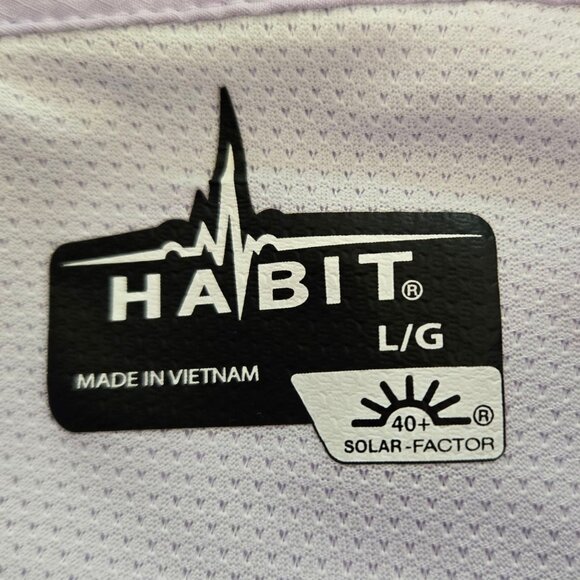 HABIT®
L/G
MADE IN VIETNAM
40+ ®
SOLAR-FACTOR